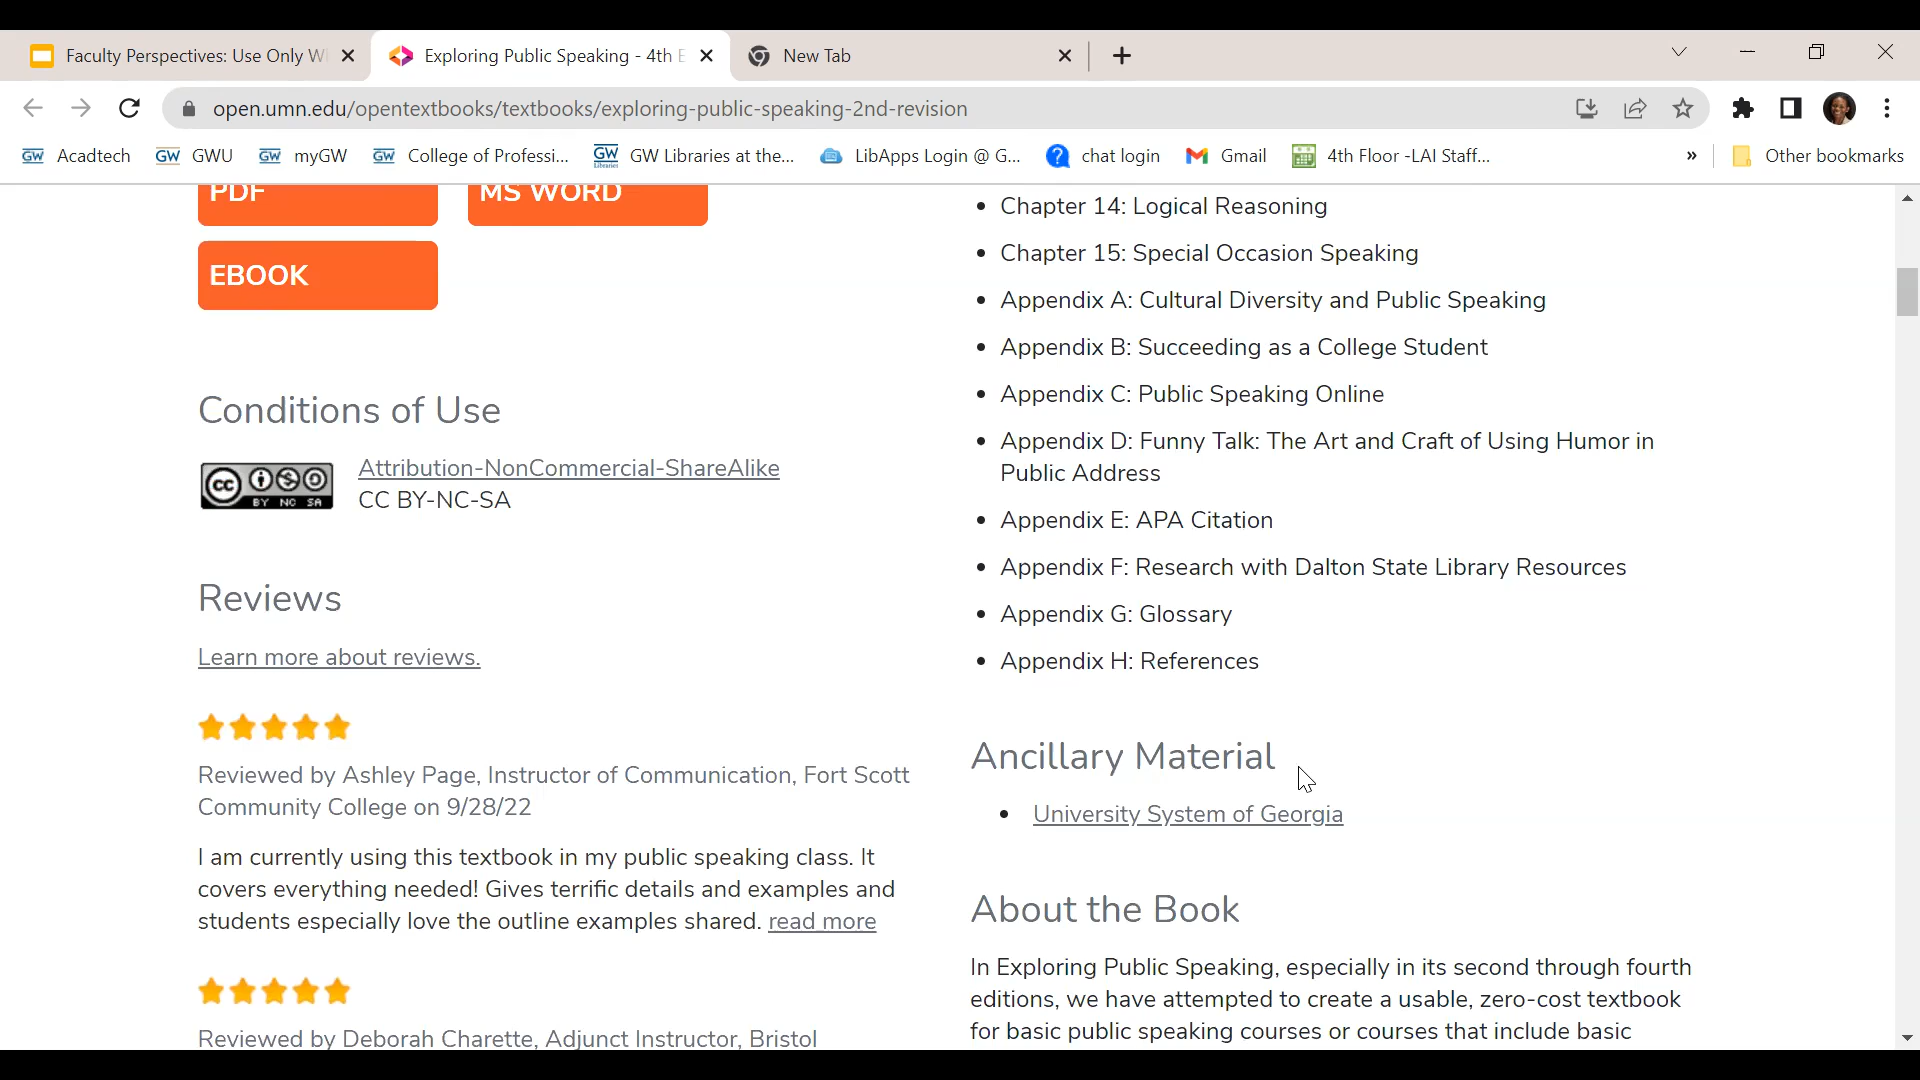 Faculty Perspectives: Use Only Wi
Exploring Public Speaking - 4th E
New Tab
open.umn.edu/opentextbooks/textbooks/exploring-public-speaking-2nd-revision
GW Acadtech
GW GWU
GW myGW
GW College of Professi...
GW GW Libraries at the...
LibApps Login @ G...
? chat login
Gmail
4th Floor -LAI Staff...
»
Other bookmarks
PDF
MS WORD
EBOOK
Conditions of Use
cc BY NC SA
Attribution-NonCommercial-ShareAlike
CC BY-NC-SA
Reviews
Learn more about reviews.
Reviewed by Ashley Page, Instructor of Communication, Fort Scott
Community College on 9/28/22
I am currently using this textbook in my public speaking class. It
covers everything needed! Gives terrific details and examples and
students especially love the outline examples shared. read more
Reviewed by Deborah Charette, Adjunct Instructor, Bristol
• Chapter 14: Logical Reasoning
• Chapter 15: Special Occasion Speaking
• Appendix A: Cultural Diversity and Public Speaking
• Appendix B: Succeeding as a College Student
• Appendix C: Public Speaking Online
• Appendix D: Funny Talk: The Art and Craft of Using Humor in
Public Address
• Appendix E: APA Citation
• Appendix F: Research with Dalton State Library Resources
• Appendix G: Glossary
• Appendix H: References
Ancillary Material
• University System of Georgia
About the Book
In Exploring Public Speaking, especially in its second through fourth
editions, we have attempted to create a usable, zero-cost textbook
for basic public speaking courses or courses that include basic